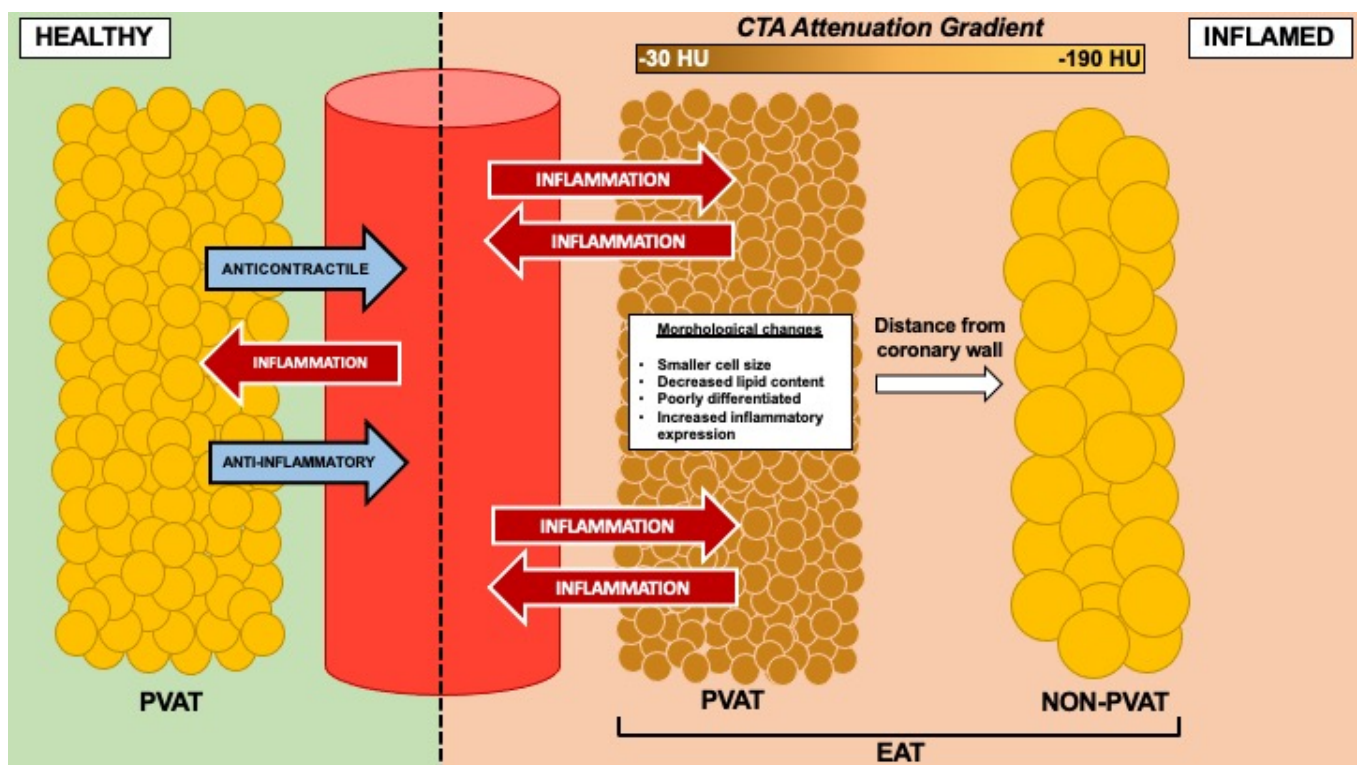 HEALTHY
CTA Attenuation Gradient
-30 HU
-190 HU
INFLAMED
INFLAMMATION
INFLAMMATION
ANTICONTRACTILE
INFLAMMATION
ANTI-INFLAMMATORY
Morphological changes
• Smaller cell size
• Decreased lipid content
• Poorly differentiated
• Increased inflammatory
expression
Distance from
coronary wall
INFLAMMATION
INFLAMMATION
PVAT
PVAT
NON-PVAT
EAT